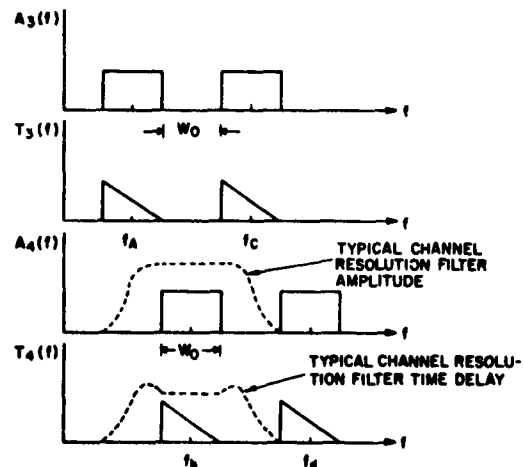 A3(f)
f
W0
T3(f)
f
fA fC
A4(f)
TYPICAL CHANNEL
RESOLUTION FILTER
AMPLITUDE
f
W0
T4(f)
TYPICAL CHANNEL RESOLU-
TION FILTER TIME DELAY
f
fb fd